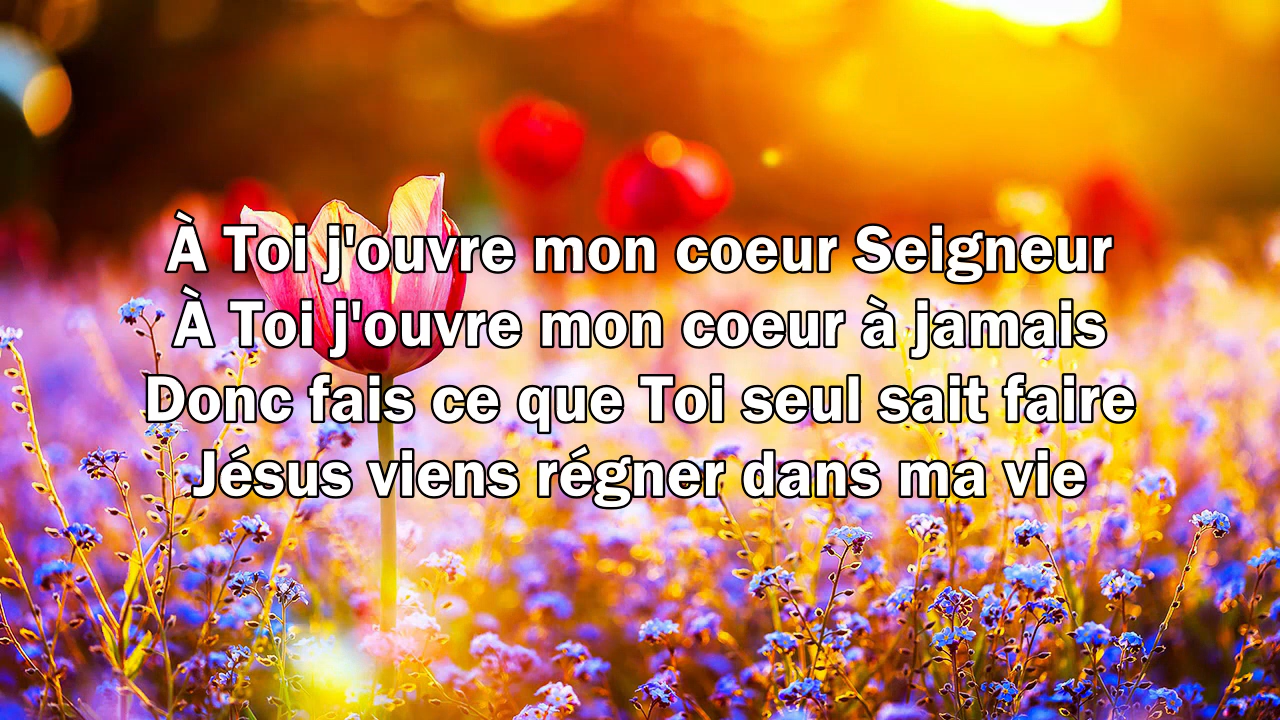 À Toi j'ouvre mon coeur Seigneur
À Toi j'ouvre mon coeur à jamais
Donc fais ce que Toi seul sait faire
Jésus viens régner dans ma vie